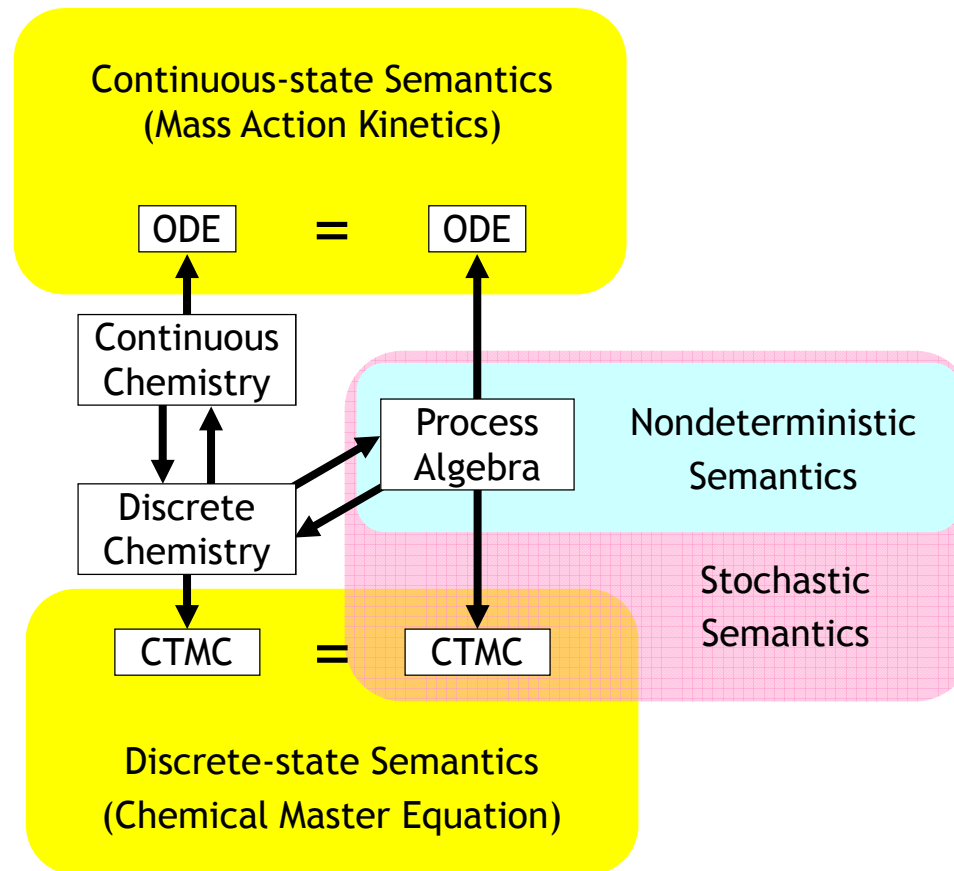 Continuous-state Semantics
(Mass Action Kinetics)
ODE = ODE
Continuous
Chemistry
Process
Algebra
Nondeterministic
Semantics
Discrete
Chemistry
Stochastic
Semantics
CTMC = CTMC
Discrete-state Semantics
(Chemical Master Equation)